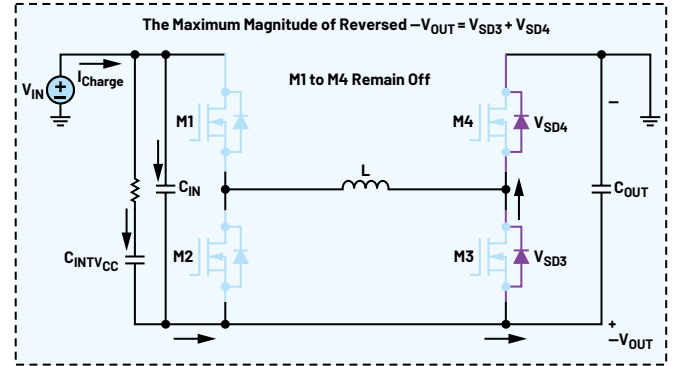 The Maximum Magnitude of Reversed –VOUT = VSD3 + VSD4
M1 to M4 Remain Off
ICharge
VIN
M1
M4
VSD4
–
L
CIN
COUT
CINTVCC
M2
M3
VSD3
+
–VOUT